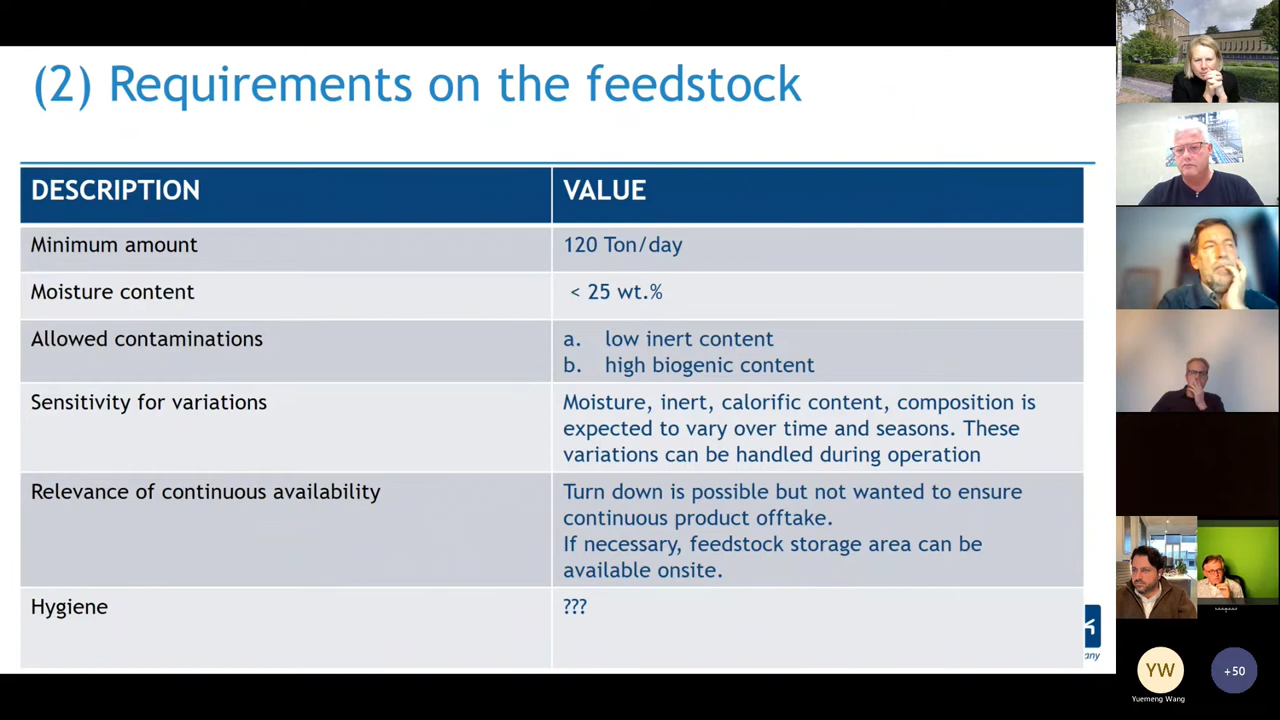 (2) Requirements on the feedstock
DESCRIPTION
VALUE
Minimum amount
120 Ton/day
Moisture content
< 25 wt.%
Allowed contaminations
a. low inert content
b. high biogenic content
Sensitivity for variations
Moisture, inert, calorific content, composition is
expected to vary over time and seasons. These
variations can be handled during operation
Relevance of continuous availability
Turn down is possible but not wanted to ensure
continuous product offtake.
If necessary, feedstock storage area can be
available onsite.
Hygiene
???
any
YW
+50
Yuemeng Wang